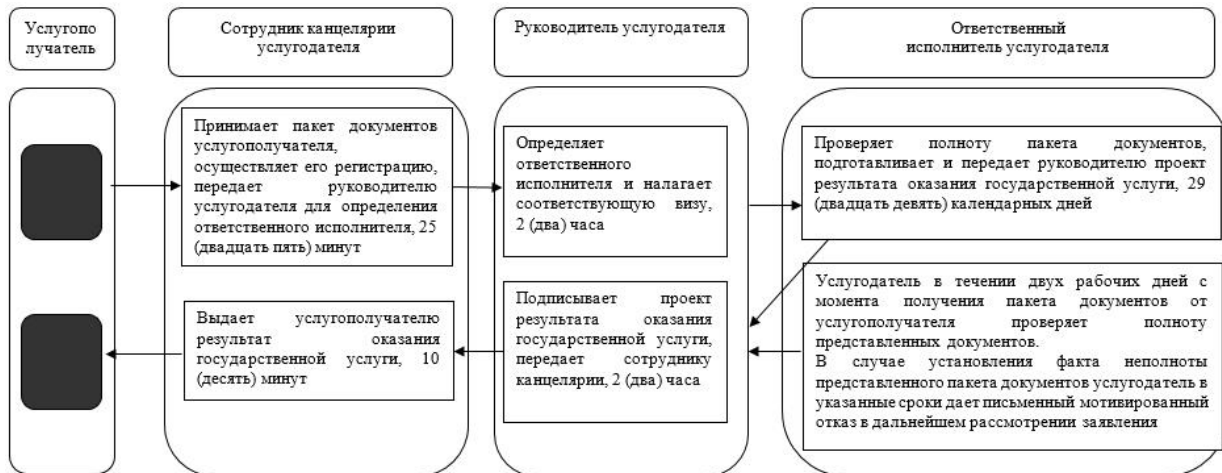 Услугопо
лучатель
Сотрудник канцелярии
услугодателя
Руководитель услугодателя
Ответственный
исполнитель услугодателя
Принимает пакет документов
услугополучателя,
осуществляет его регистрацию,
передает руководителю
услугодателя для определения
ответственного исполнителя, 25
(двадцать пять) минут
Определяет
ответственного
исполнителя и налагает
соответствующую визу,
2 (два) часа
Проверяет полноту пакета документов,
подготавливает и передает руководителю проект
результата оказания государственной услуги, 29
(двадцать девять) календарных дней
Выдает услугополучателю
результат оказания
государственной услуги, 10
(десять) минут
Подписывает проект
результата оказания
государственной услуги,
передает сотруднику
канцелярии, 2 (два) часа
Услугодатель в течении двух рабочих дней с
момента получения пакета документов от
услугополучателя проверяет полноту
представленных документов.
В случае установления факта неполноты
представленного пакета документов услугодатель в
указанные сроки дает письменный мотивированный
отказ в дальнейшем рассмотрении заявления